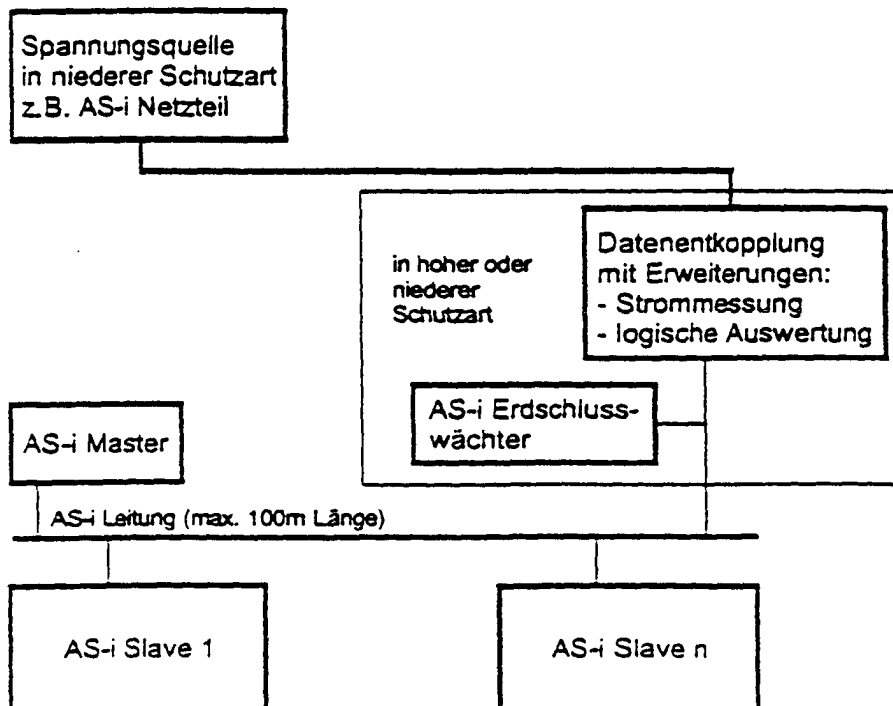 Spannungsquelle
in niederer Schutzart
z.B. AS-i Netzteil
in hoher oder
niederer
Schutzart
Datenentkopplung
mit Erweiterungen:
- Strommessung
- logische Auswertung
AS-i Erdschluss-
wächter
AS-i Master
AS-i Leitung (max. 100m Länge)
AS-i Slave 1
AS-i Slave n